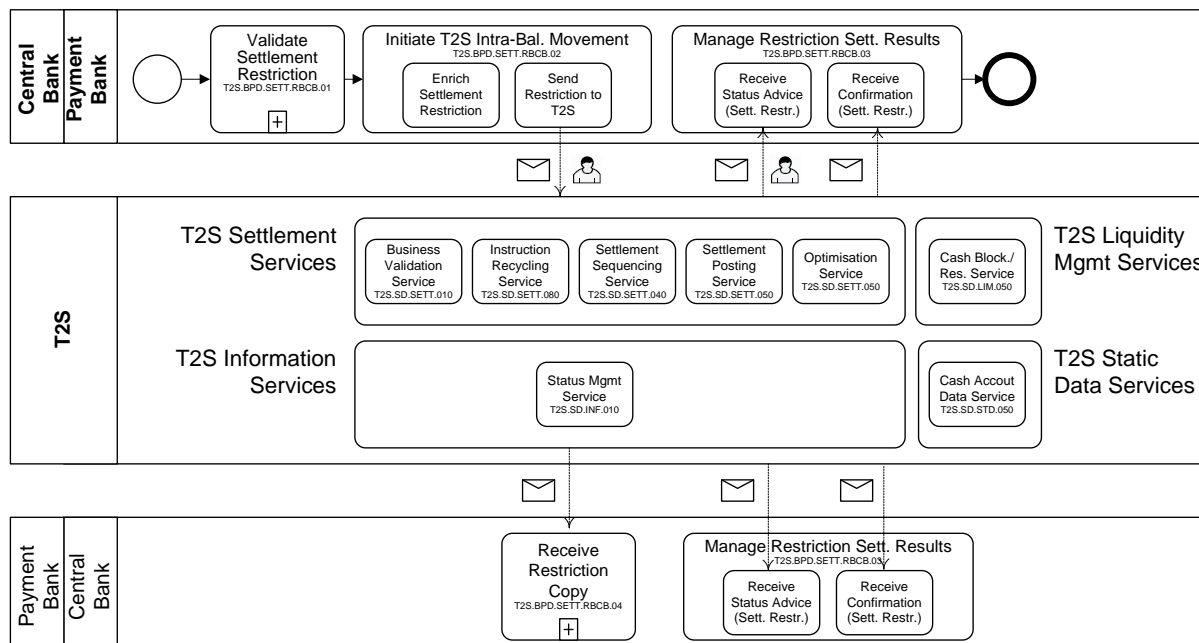 Central
Bank
Payment
Bank
Validate
Settlement
Restriction
T2S.BPD.SETT.RBCB.01
Initiate T2S Intra-Bal. Movement
T2S.BPD.SETT.RBCB.02
Enrich
Settlement
Restriction
Send
Restriction to
T2S
Manage Restriction Sett. Results
T2S.BPD.SETT.RBCB.03
Receive
Status Advice
(Sett. Restr.)
Receive
Confirmation
(Sett. Restr.)
T2S
T2S Settlement
Services
Business
Validation
Service
T2S.SD.SETT.010
Instruction
Recycling
Service
T2S.SD.SETT.080
Settlement
Sequencing
Service
T2S.SD.SETT.040
Settlement
Posting
Service
T2S.SD.SETT.050
Optimisation
Service
T2S.SD.SETT.050
Cash Block./
Res. Service
T2S.SD.LIM.050
T2S Liquidity
Mgmt Services
T2S Information
Services
Status Mgmt
Service
T2S.SD.INF.010
Cash Accout
Data Service
T2S.SD.STD.050
T2S Static
Data Services
Payment
Bank
Central
Bank
Receive
Restriction
Copy
T2S.BPD.SETT.RBCB.04
Manage Restriction Sett. Results
T2S.BPD.SETT.RBCB.03
Receive
Status Advice
(Sett. Restr.)
Receive
Confirmation
(Sett. Restr.)